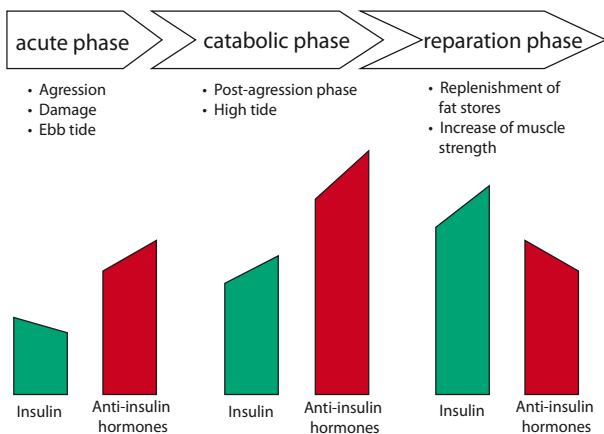 acute phase
catabolic phase
reparation phase
• Agression
• Damage
• Ebb tide
• Post-agression phase
• High tide
• Replenishment of
fat stores
• Increase of muscle
strength
Insulin
Anti-insulin
hormones
Insulin
Anti-insulin
hormones
Insulin
Anti-insulin
hormones